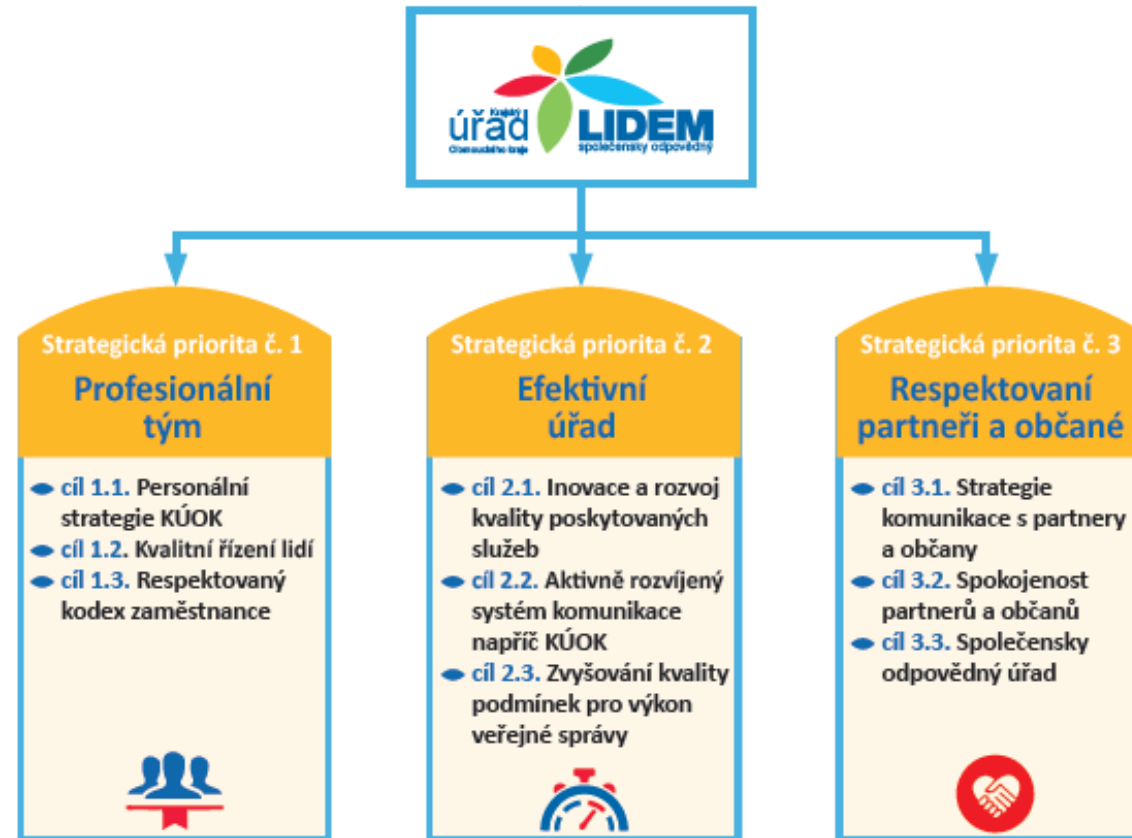 Krajský
úřad LIDEM
Olomouckého kraje společensky odpovědný
Strategická priorita č. 1
Profesionální
tým
cíl 1.1. Personální
strategie KÚOK
cíl 1.2. Kvalitní řízení lidí
cíl 1.3. Respektovaný
kodex zaměstnance
Strategická priorita č. 2
Efektivní
úřad
cíl 2.1. Inovace a rozvoj
kvality poskytovaných
služeb
cíl 2.2. Aktivně rozvíjený
systém komunikace
napříč KÚOK
cíl 2.3. Zvyšování kvality
podmínek pro výkon
veřejné správy
Strategická priorita č. 3
Respektovaní
partneři a občané
cíl 3.1. Strategie
komunikace s partnery
a občany
cíl 3.2. Spokojenost
partnerů a občanů
cíl 3.3. Společensky
odpovědný úřad